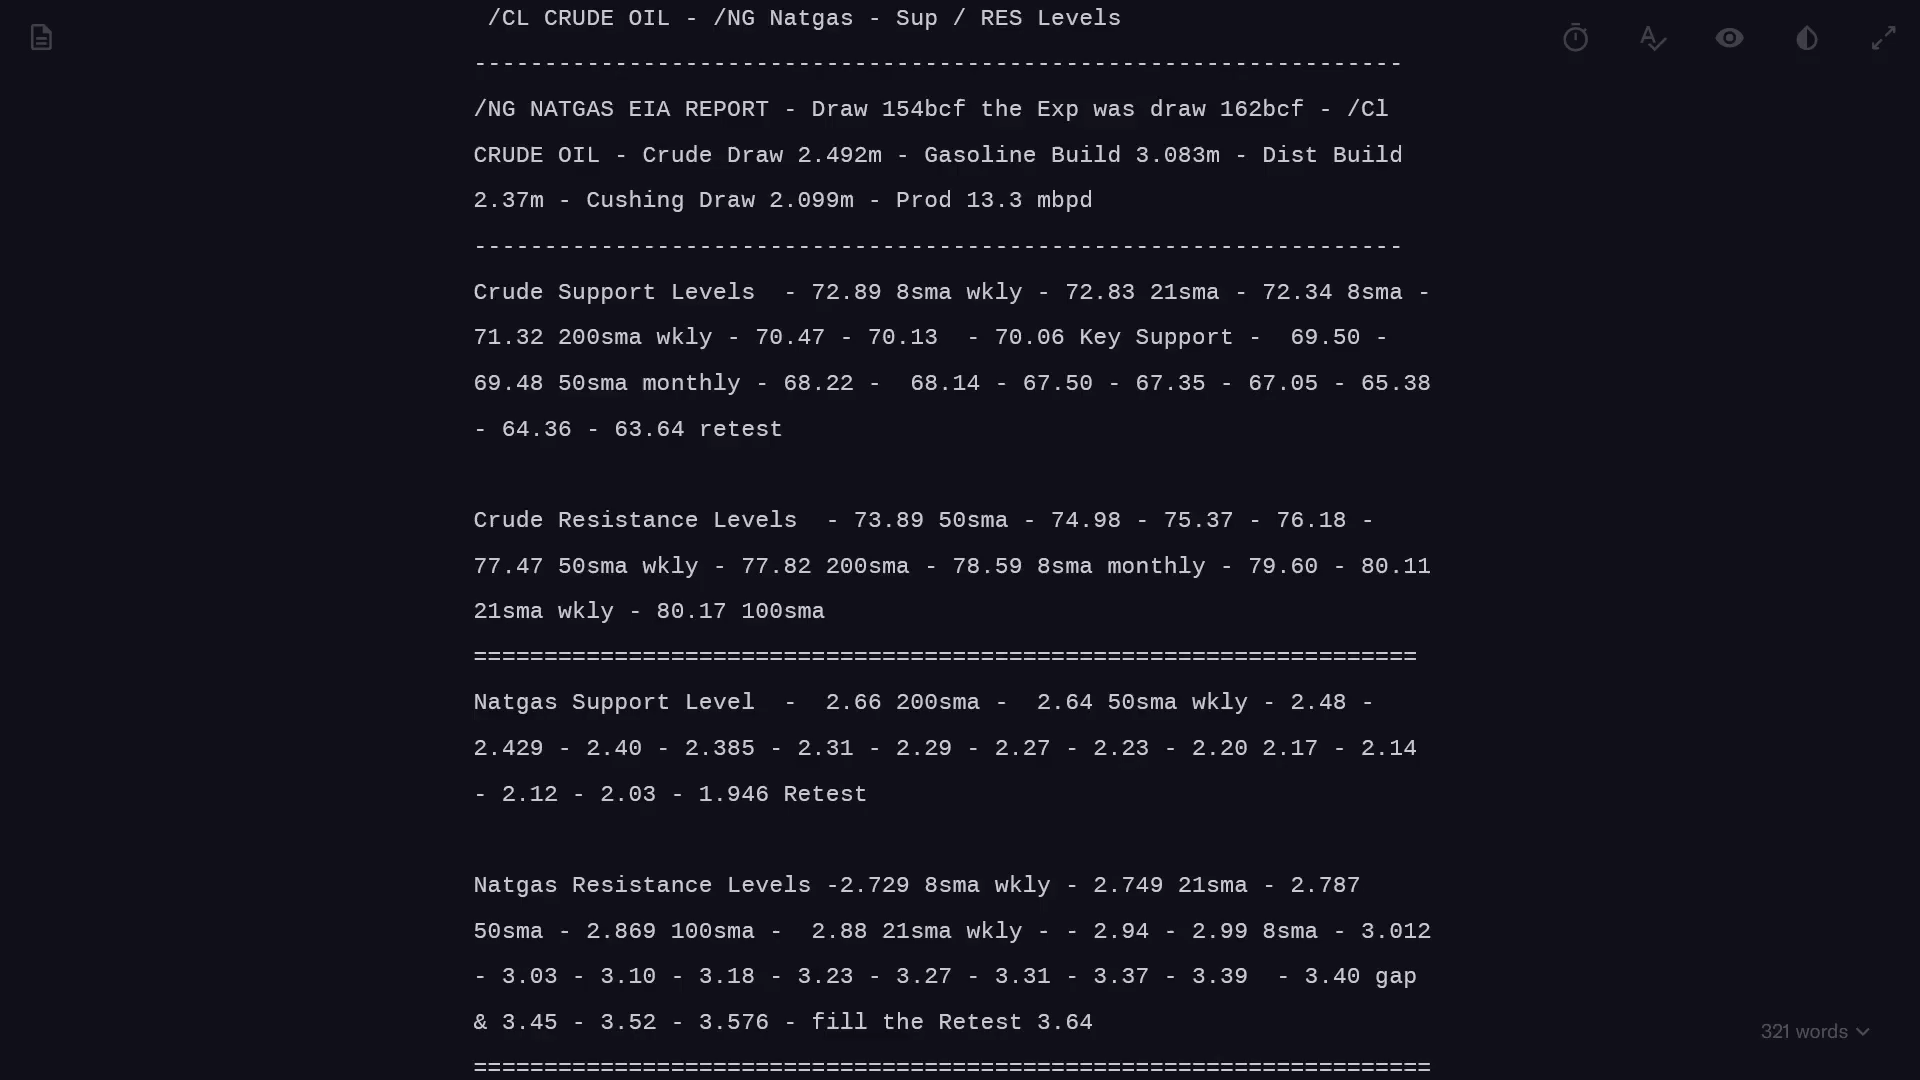 /CL CRUDE OIL - /NG Natgas - Sup / RES Levels
------------------------------------------------------------------
/NG NATGAS EIA REPORT - Draw 154bcf the Exp was draw 162bcf - /Cl
CRUDE OIL - Crude Draw 2.492m - Gasoline Build 3.083m - Dist Build
2.37m - Cushing Draw 2.099m - Prod 13.3 mbpd
------------------------------------------------------------------
Crude Support Levels  - 72.89 8sma wkly - 72.83 21sma - 72.34 8sma -
71.32 200sma wkly - 70.47 - 70.13  - 70.06 Key Support -  69.50 -
69.48 50sma monthly - 68.22 -  68.14 - 67.50 - 67.35 - 67.05 - 65.38
- 64.36 - 63.64 retest
Crude Resistance Levels  - 73.89 50sma - 74.98 - 75.37 - 76.18 -
77.47 50sma wkly - 77.82 200sma - 78.59 8sma monthly - 79.60 - 80.11
21sma wkly - 80.17 100sma
===================================================================
Natgas Support Level  -  2.66 200sma -  2.64 50sma wkly - 2.48 -
2.429 - 2.40 - 2.385 - 2.31 - 2.29 - 2.27 - 2.23 - 2.20 2.17 - 2.14
- 2.12 - 2.03 - 1.946 Retest
Natgas Resistance Levels -2.729 8sma wkly - 2.749 21sma - 2.787
50sma - 2.869 100sma -  2.88 21sma wkly - - 2.94 - 2.99 8sma - 3.012
- 3.03 - 3.10 - 3.18 - 3.23 - 3.27 - 3.31 - 3.37 - 3.39  - 3.40 gap
& 3.45 - 3.52 - 3.576 - fill the Retest 3.64
====================================================================
321 words